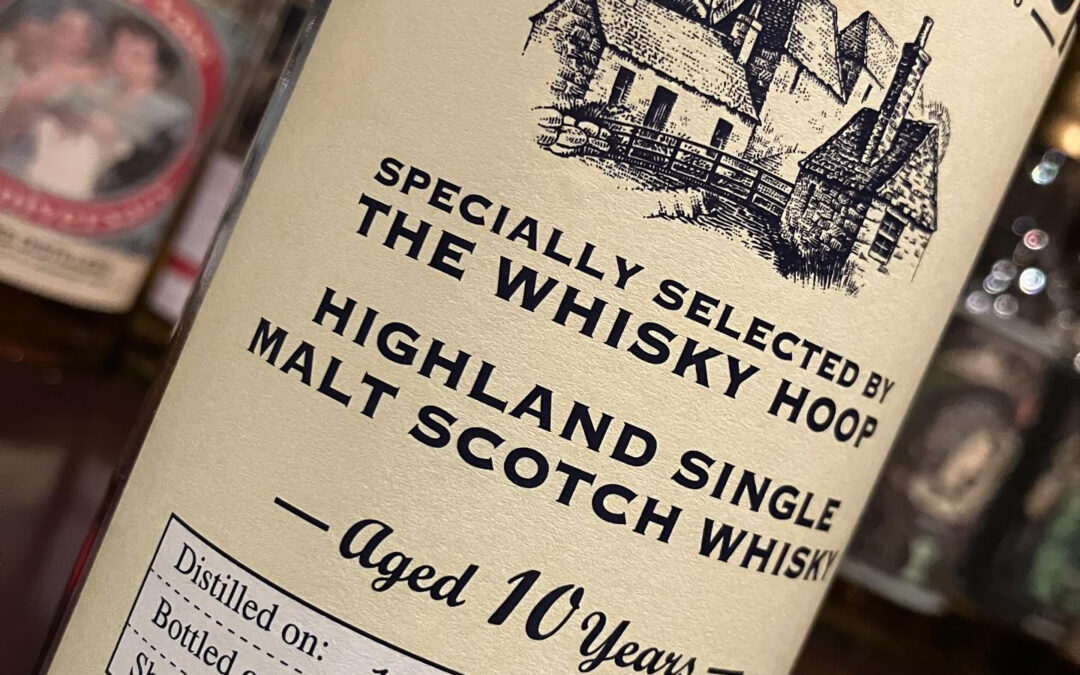 SPECIALLY SELECTED BY
THE WHISKY HOOP
HIGHLAND SINGLE
MALT SCOTCH WHISKY
— Aged 10 Years —
Distilled on:
Bottled